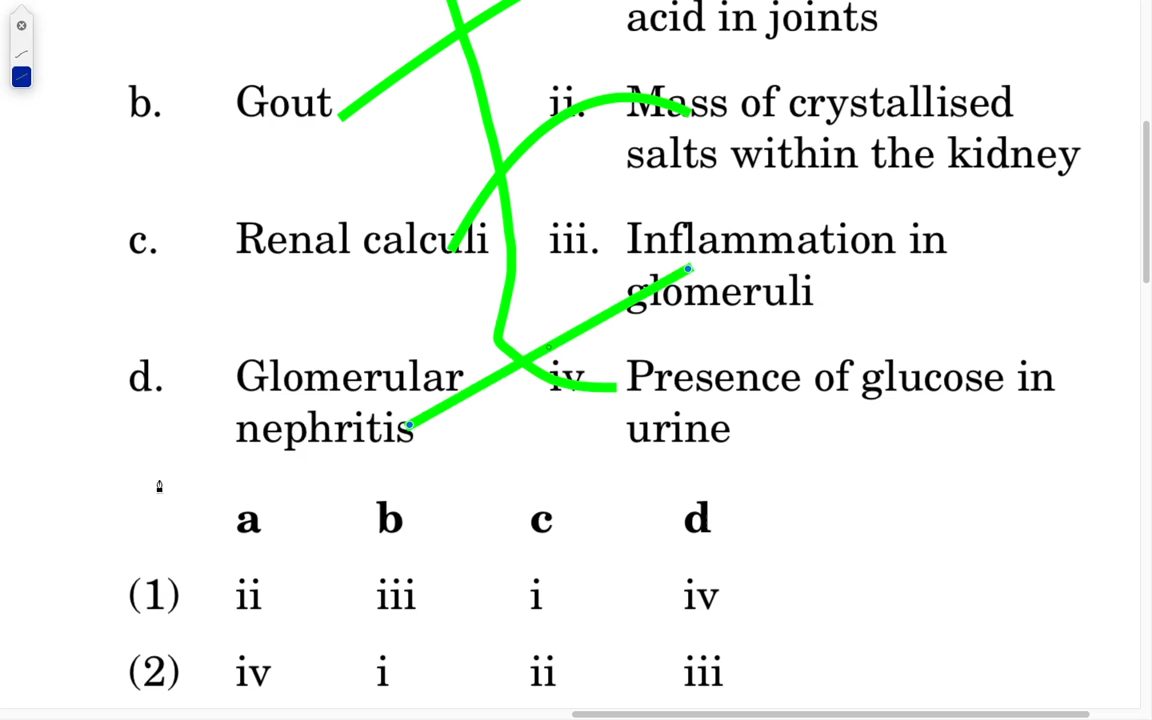 acid in joints
b. Gout ii. Mass of crystallised
salts within the kidney
c. Renal calculi iii. Inflammation in
glomeruli
d. Glomerular iv. Presence of glucose in
nephritis urine
a b c d
(1) ii iii i iv
(2) iv i ii iii